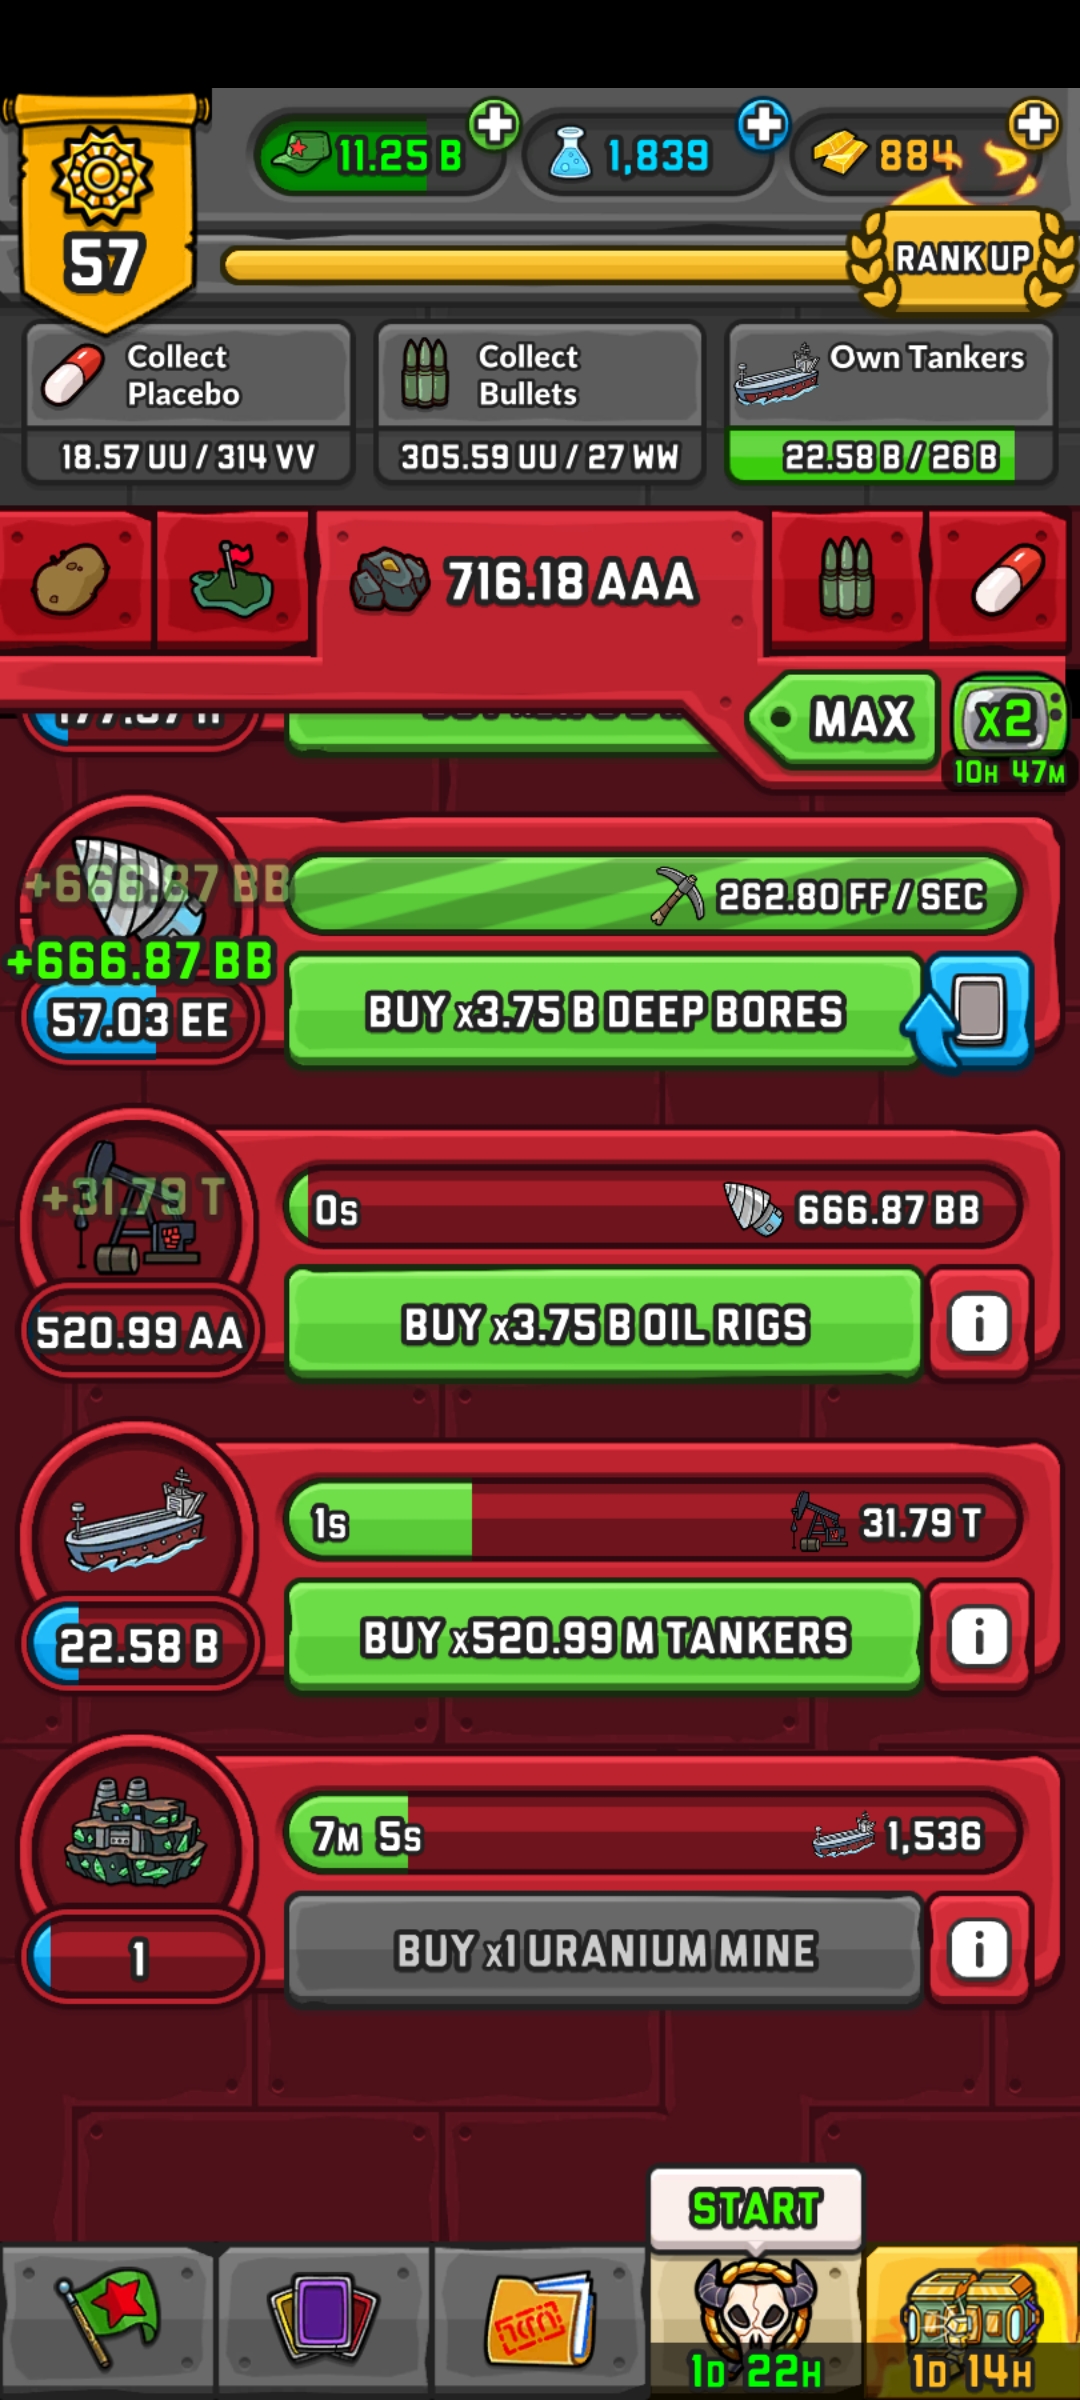 11.25 B
1,839
884
57
RANK UP
Collect
Placebo
18.57 UU / 314 VV
Collect
Bullets
305.59 UU / 27 WW
Own Tankers
22.58 B / 26 B
716.18 AAA
MAX
x2
10H 47M
+666.87 BB
262.80 FF / SEC
+666.87 BB
57.03 EE
BUY x3.75 B DEEP BORES
+31.79 T
0s
666.87 BB
520.99 AA
BUY x3.75 B OIL RIGS
i
1s
31.79 T
22.58 B
BUY x520.99 M TANKERS
i
7M 5s
1,536
1
BUY x1 URANIUM MINE
i
START
1D 22H
1D 14H